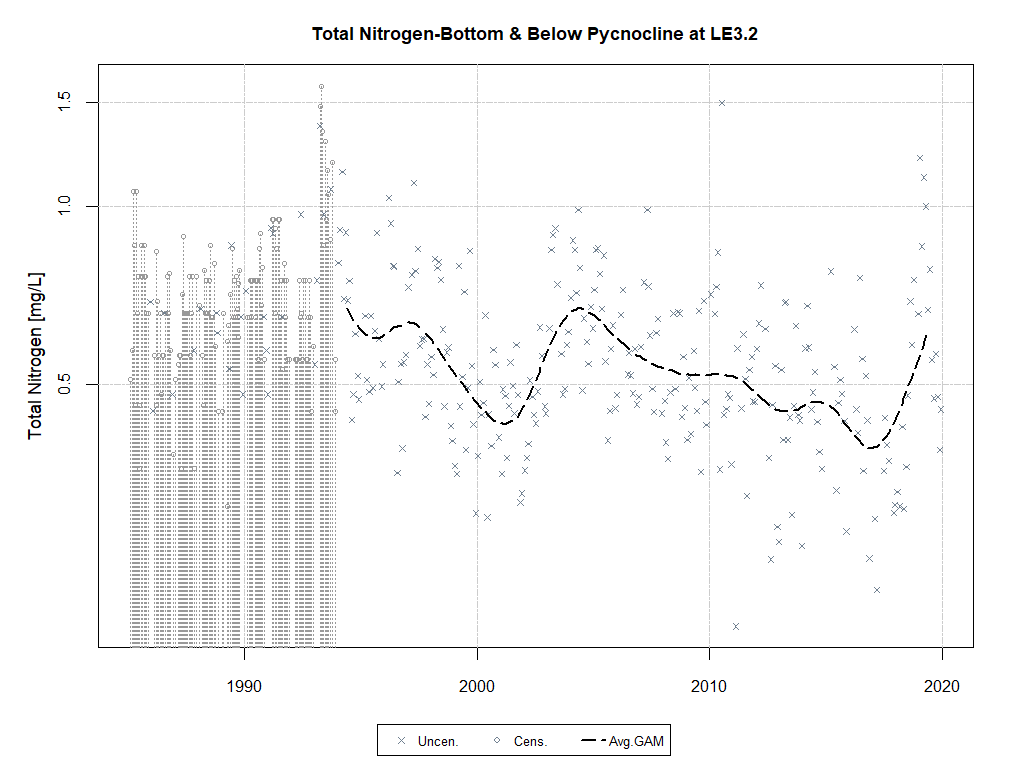 Total Nitrogen-Bottom & Below Pycnocline at LE3.2
1.5
1.0
0.5
Total Nitrogen [mg/L]
1990 2000 2010 2020
Uncen. Cens. Avg.GAM